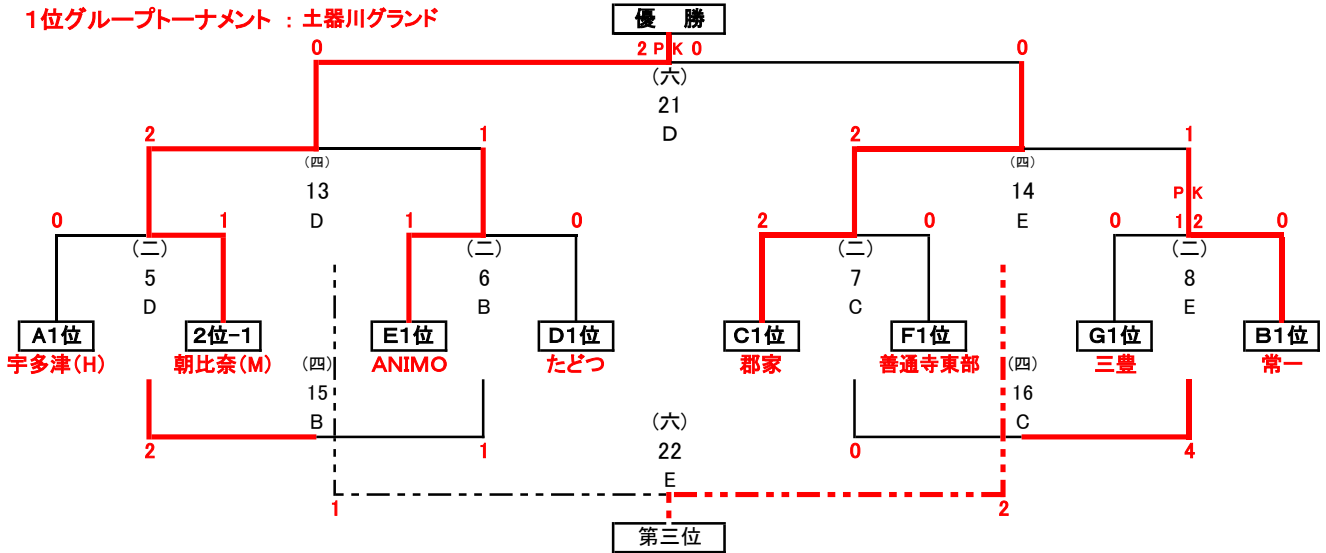 1位グループトーナメント ： 土器川グランド
優　勝
0 2 P K 0 0
(六)
21
D
2 1 2 1
(四) (四)
13 14
D E
P K
0 1 1 0 2 0 0 1 2 0
(二) (二) (二) (二)
5 6 7 8
D B C E
A1位 2位-1 E1位 D1位 C1位 F1位 G1位 B1位
宇多津(H) 朝比奈(M) ANIMO たどつ 郡家 善通寺東部 三豊 常一
(四) (四)
15 16
B C
(六)
22
E
2 1 0 4
1 2
第三位